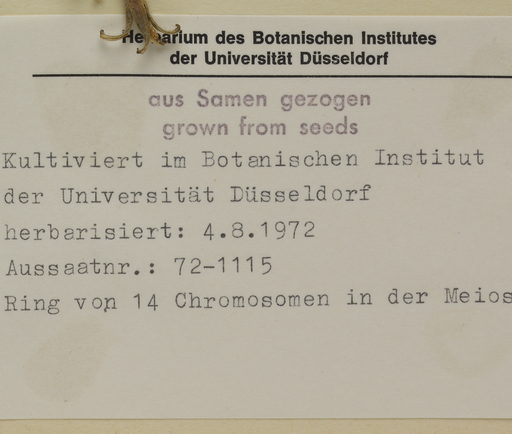 Herbarium des Botanischen Institutes
der Universität Düsseldorf
aus Samen gezogen
grown from seeds
Kultiviert im Botanischen Institut
der Universität Düsseldorf
herbarisiert: 4.8.1972
Aussaatnr.: 72-1115
Ring von 14 Chromosomen in der Meios